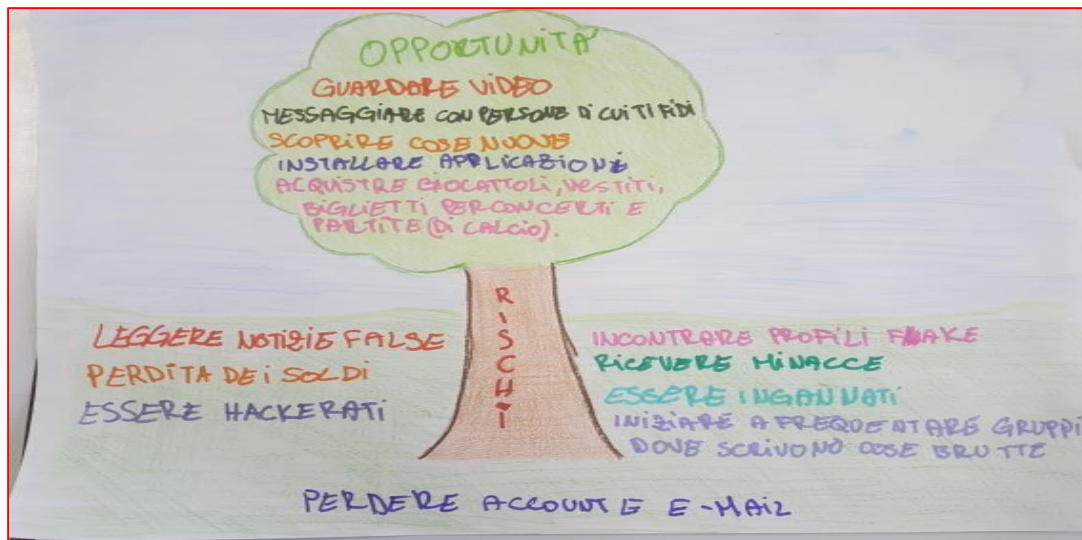 OPPORTUNITÀ
GUARDARE VIDEO
MESSAGGIARE CON PERSONE DI CUI TI FIDI
SCOPRIRE COSE NUOVE
INSTALLARE APPLICAZIONI
ACQUISTRE GIOCATTOLI, VESTITI,
BIGLIETTI PER CONCERTI E
PARTITE (DI CALCIO).
RISCHI
LEGGERE NOTIZIE FALSE
PERDITA DEI SOLDI
ESSERE HACKERATI
INCONTRARE PROFILI FAKE
RICEVERE MINACCE
ESSERE INGANNATI
INIZIARE A FREQUENTARE GRUPPI
DOVE SCRIVONO COSE BRUTTE
PERDERE ACCOUNT E E-MAIL